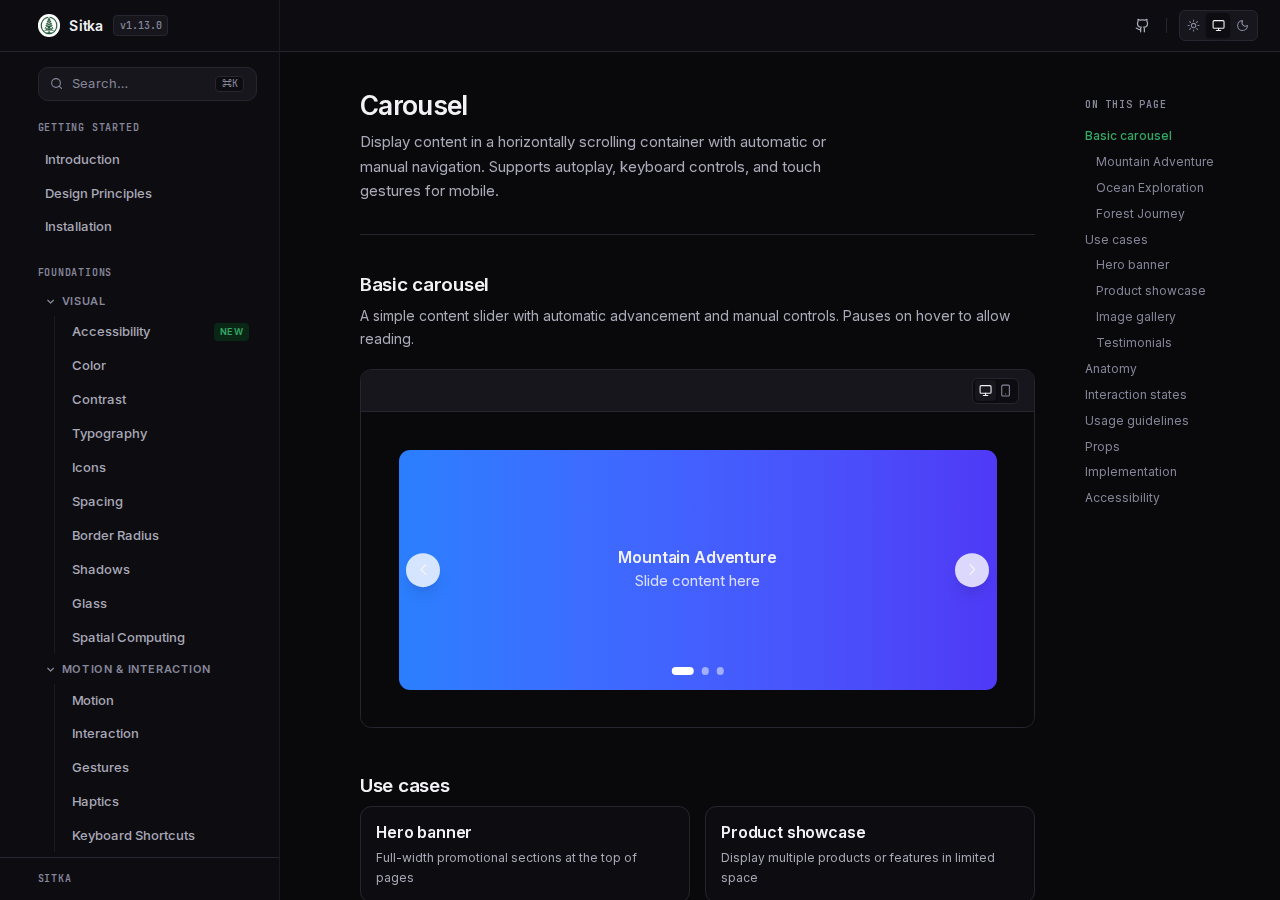 Sitka v1.13.0
Search... ⌘K
GETTING STARTED
Introduction
Design Principles
Installation
FOUNDATIONS
VISUAL
Accessibility NEW
Color
Contrast
Typography
Icons
Spacing
Border Radius
Shadows
Glass
Spatial Computing
MOTION & INTERACTION
Motion
Interaction
Gestures
Haptics
Keyboard Shortcuts
SITKA
Carousel
Display content in a horizontally scrolling container with automatic or
manual navigation. Supports autoplay, keyboard controls, and touch
gestures for mobile.
Basic carousel
A simple content slider with automatic advancement and manual controls. Pauses on hover to allow
reading.
Mountain Adventure
Slide content here
Use cases
Hero banner
Full-width promotional sections at the top of
pages
Product showcase
Display multiple products or features in limited
space
ON THIS PAGE
Basic carousel
Mountain Adventure
Ocean Exploration
Forest Journey
Use cases
Hero banner
Product showcase
Image gallery
Testimonials
Anatomy
Interaction states
Usage guidelines
Props
Implementation
Accessibility